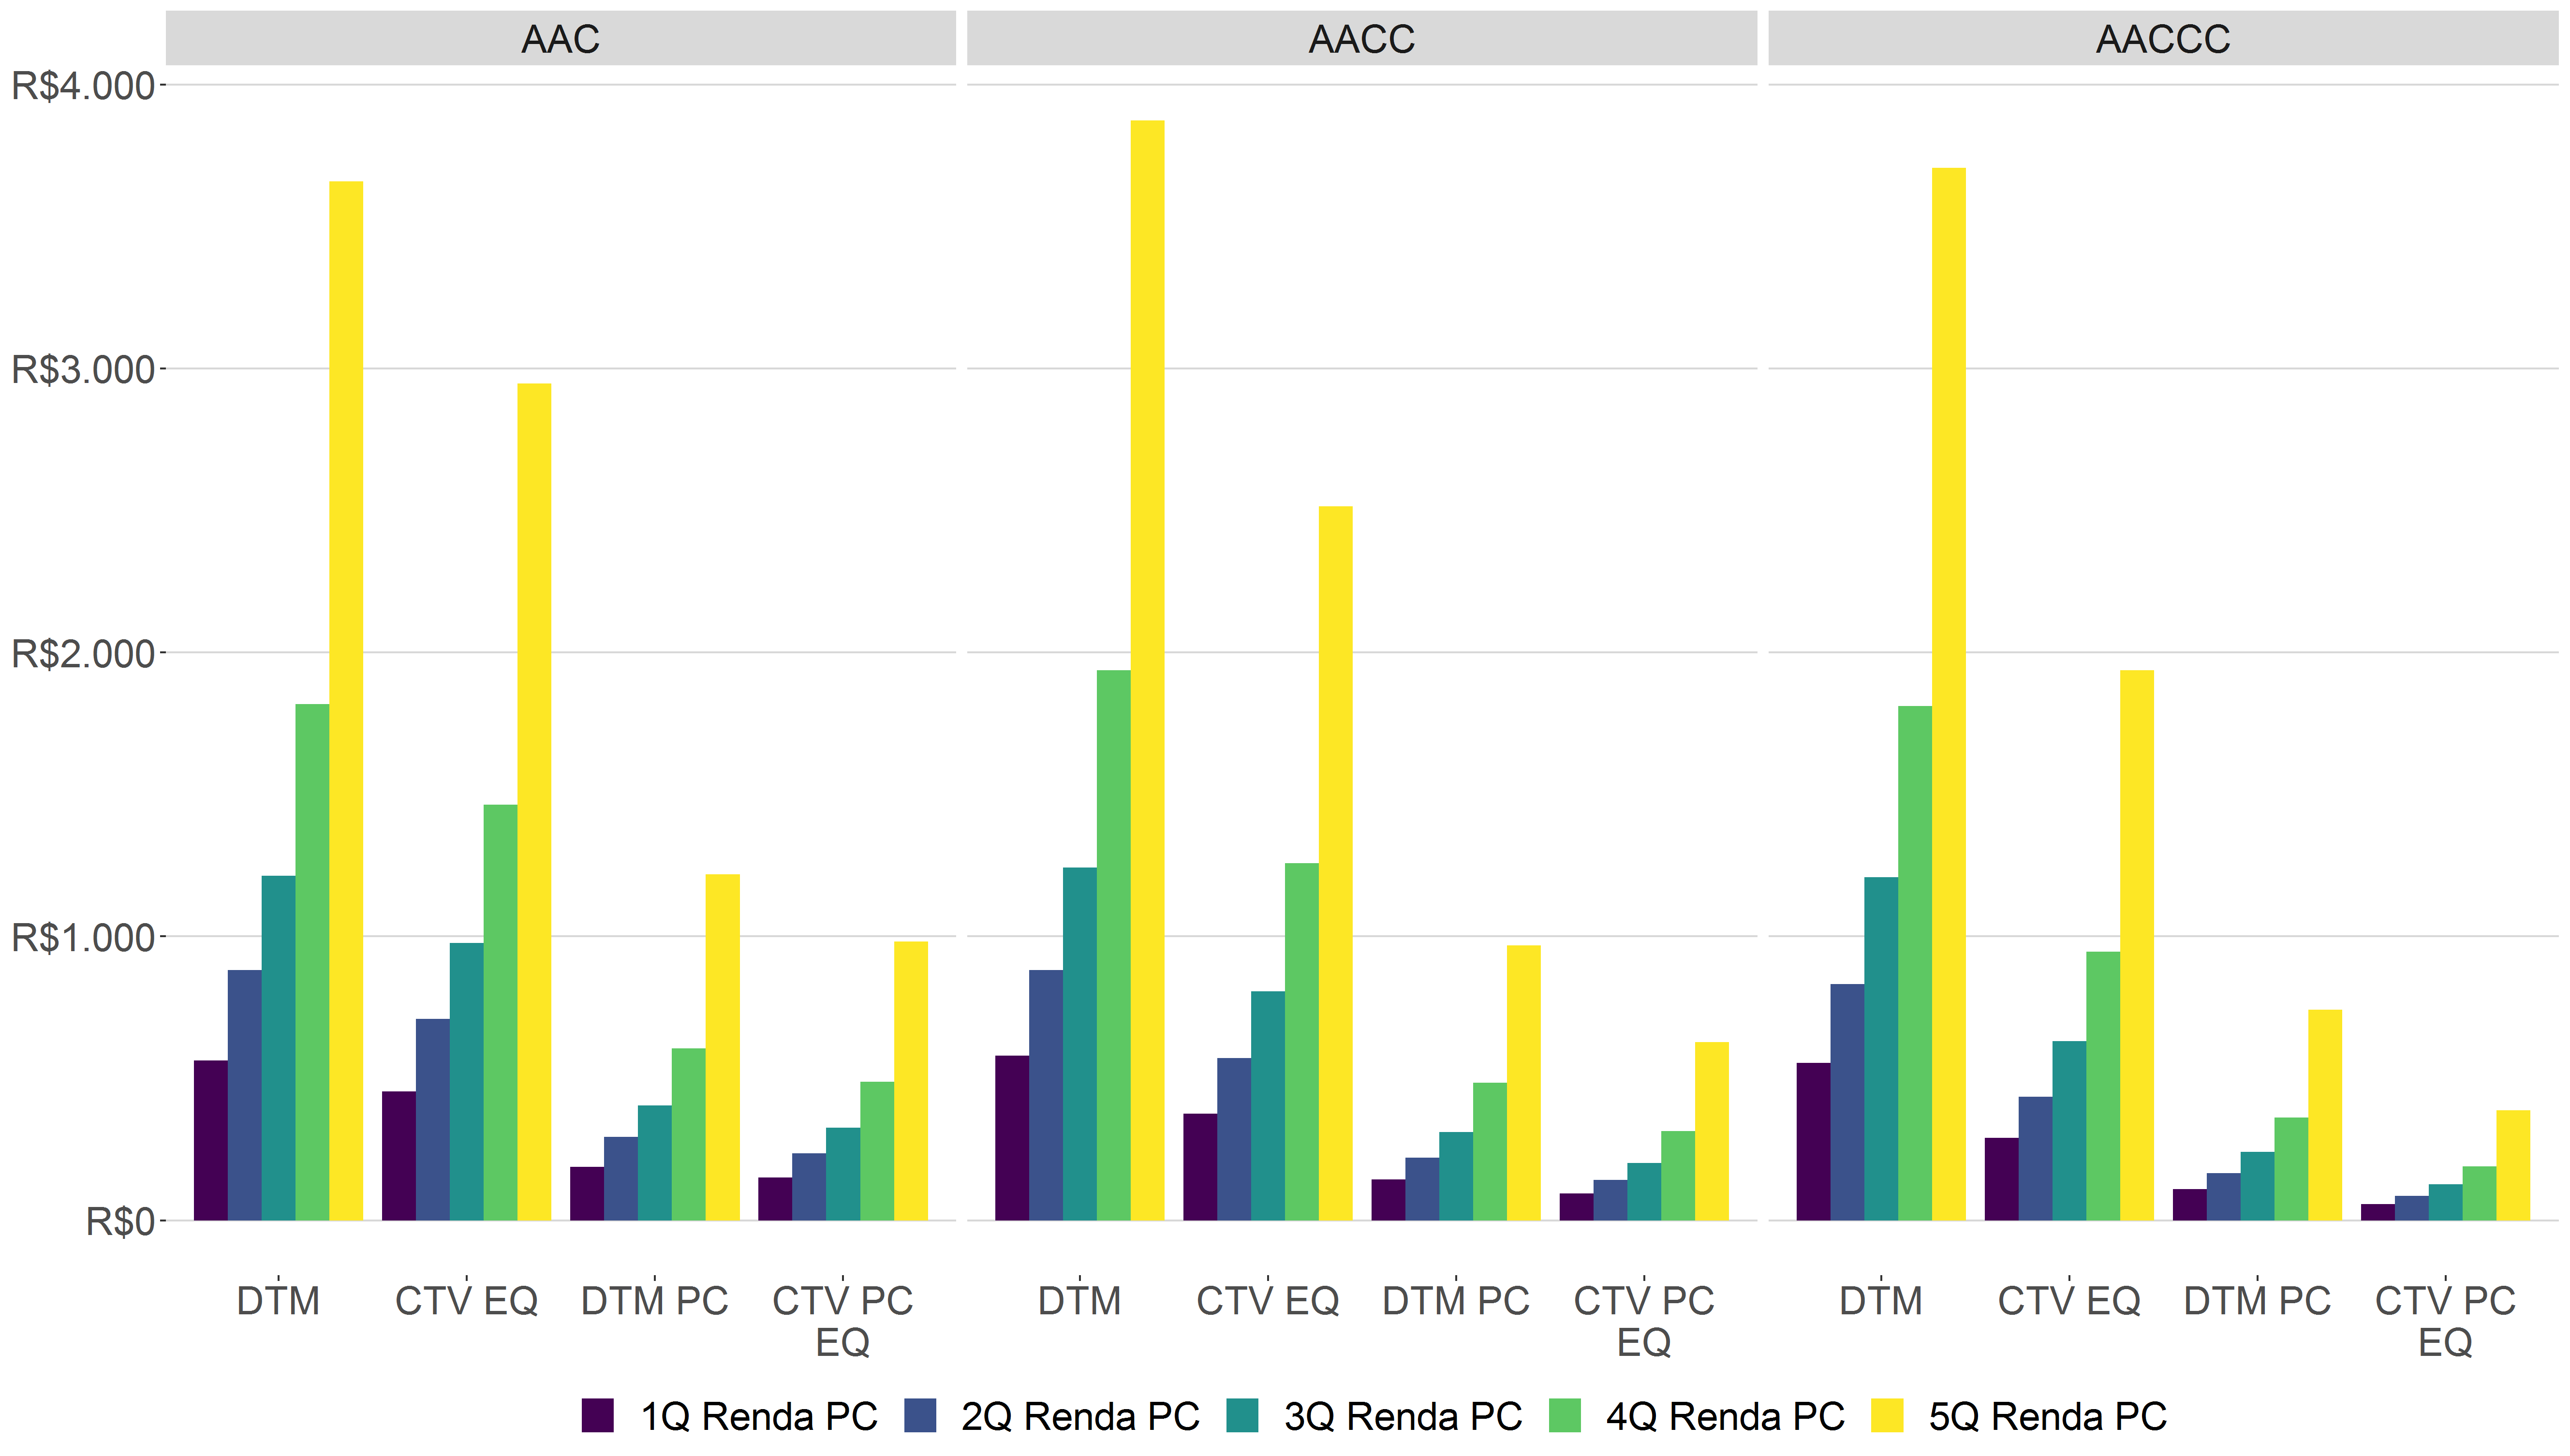 AAC AACC AACCC
R$4.000
R$3.000
R$2.000
R$1.000
R$0
DTM CTV EQ DTM PC CTV PC DTM CTV EQ DTM PC CTV PC DTM CTV EQ DTM PC CTV PC
EQ EQ EQ
1Q Renda PC 2Q Renda PC 3Q Renda PC 4Q Renda PC 5Q Renda PC